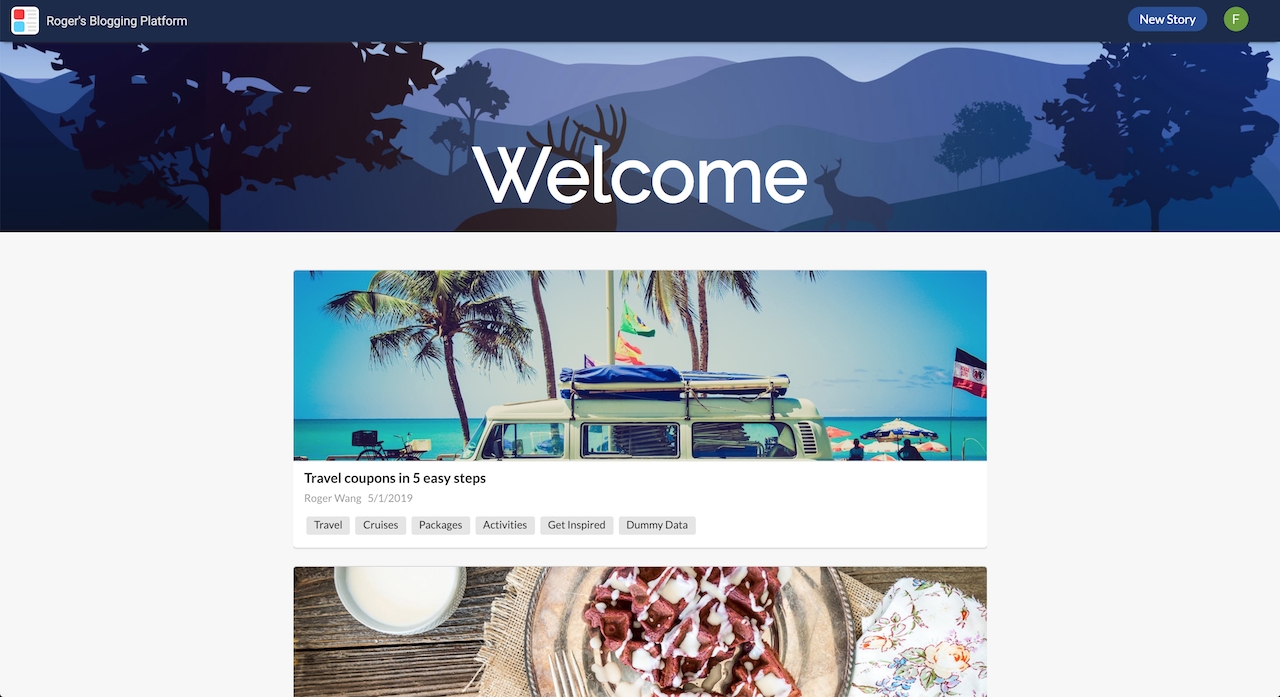 Roger's Blogging Platform
New Story
F
Welcome
Travel coupons in 5 easy steps
Roger Wang 5/1/2019
Travel Cruises Packages Activities Get Inspired Dummy Data